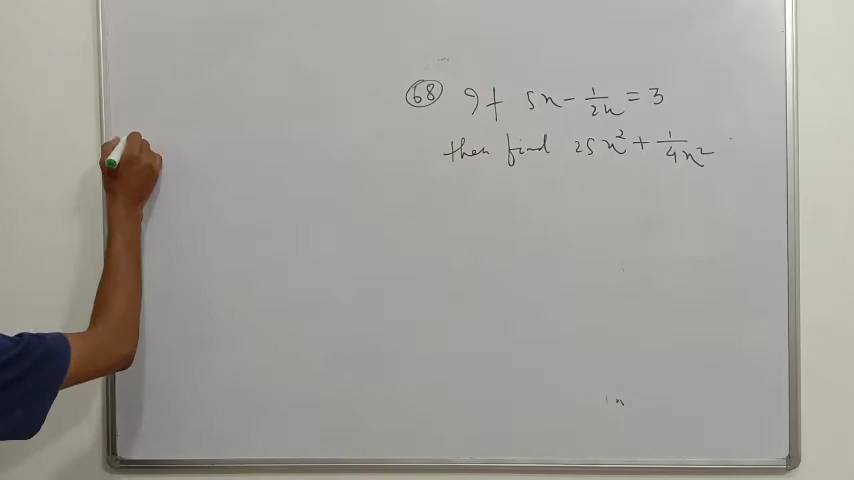 68 If 5x - 1/2x = 3
then find 25x² + 1/4x²